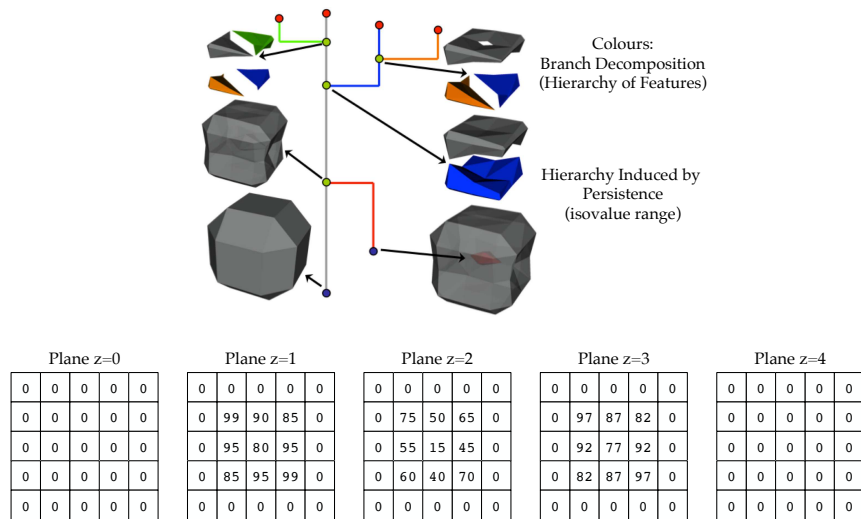 Colours:
Branch Decomposition
(Hierarchy of Features)
Hierarchy Induced by
Persistence
(isovalue range)
Plane z=0 Plane z=1 Plane z=2 Plane z=3 Plane z=4
0 0 0 0 0 0 0 0 0 0 0 0 0 0 0 0 0 0 0 0 0 0 0 0 0
0 0 0 0 0 0 99 90 85 0 0 75 50 65 0 0 97 87 82 0 0 0 0 0 0
0 0 0 0 0 0 95 80 95 0 0 55 15 45 0 0 92 77 92 0 0 0 0 0 0
0 0 0 0 0 0 85 95 99 0 0 60 40 70 0 0 82 87 97 0 0 0 0 0 0
0 0 0 0 0 0 0 0 0 0 0 0 0 0 0 0 0 0 0 0 0 0 0 0 0